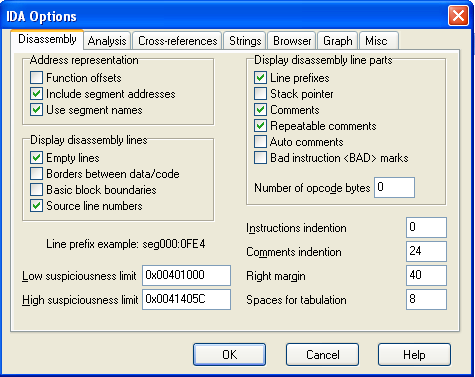 IDA Options
Disassembly Analysis Cross-references Strings Browser Graph Misc
Address representation
Function offsets
Include segment addresses
Use segment names
Display disassembly lines
Empty lines
Borders between data/code
Basic block boundaries
Source line numbers
Line prefix example: seg000:0FE4
Low suspiciousness limit 0x00401000
High suspiciousness limit 0x0041405C
Display disassembly line parts
Line prefixes
Stack pointer
Comments
Repeatable comments
Auto comments
Bad instruction <BAD> marks
Number of opcode bytes 0
Instructions indention 0
Comments indention 24
Right margin 40
Spaces for tabulation 8
OK Cancel Help